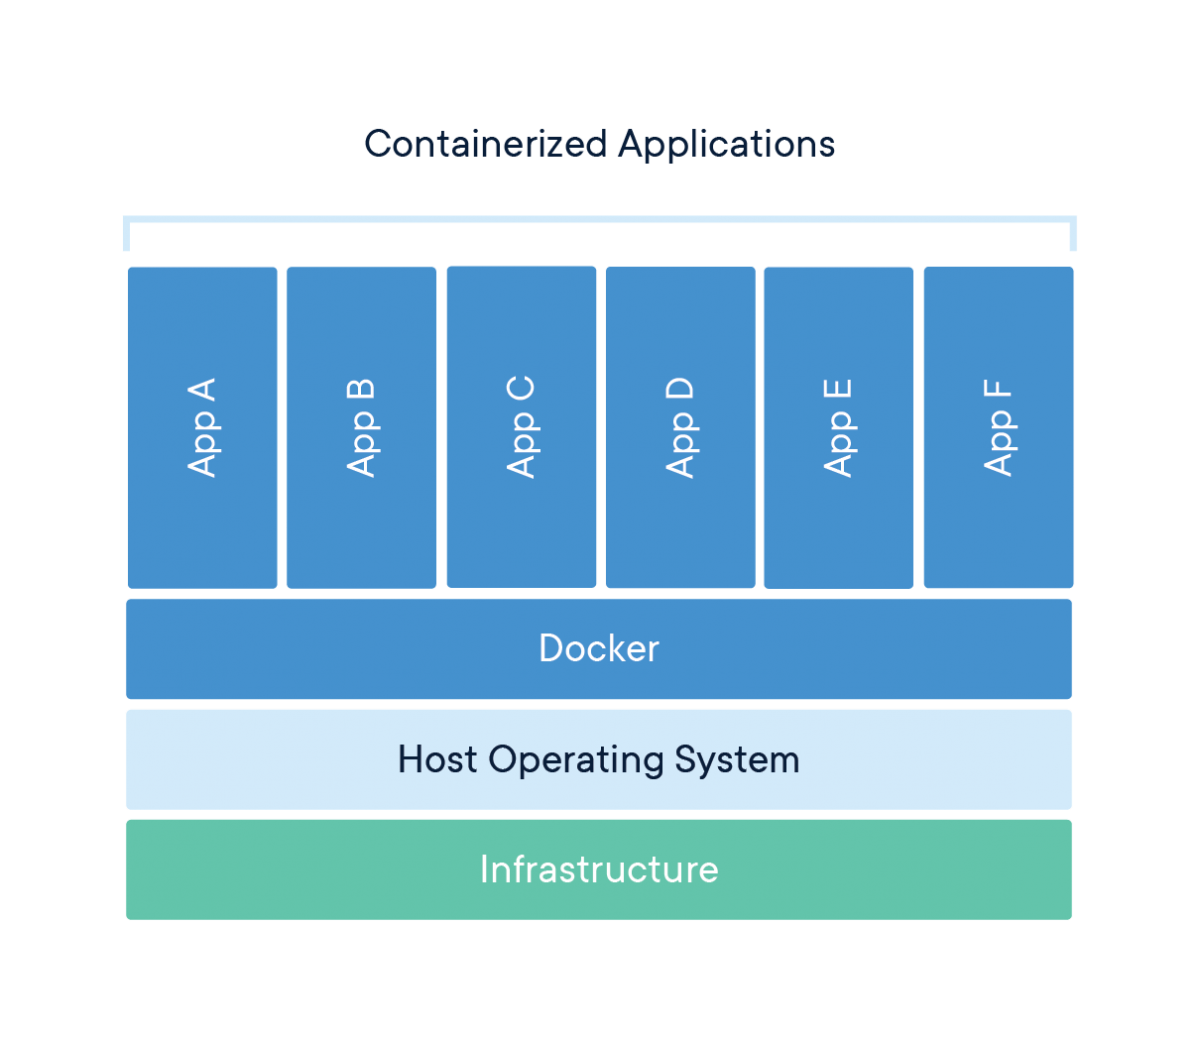 Containerized Applications
App A
App B
App C
App D
App E
App F
Docker
Host Operating System
Infrastructure